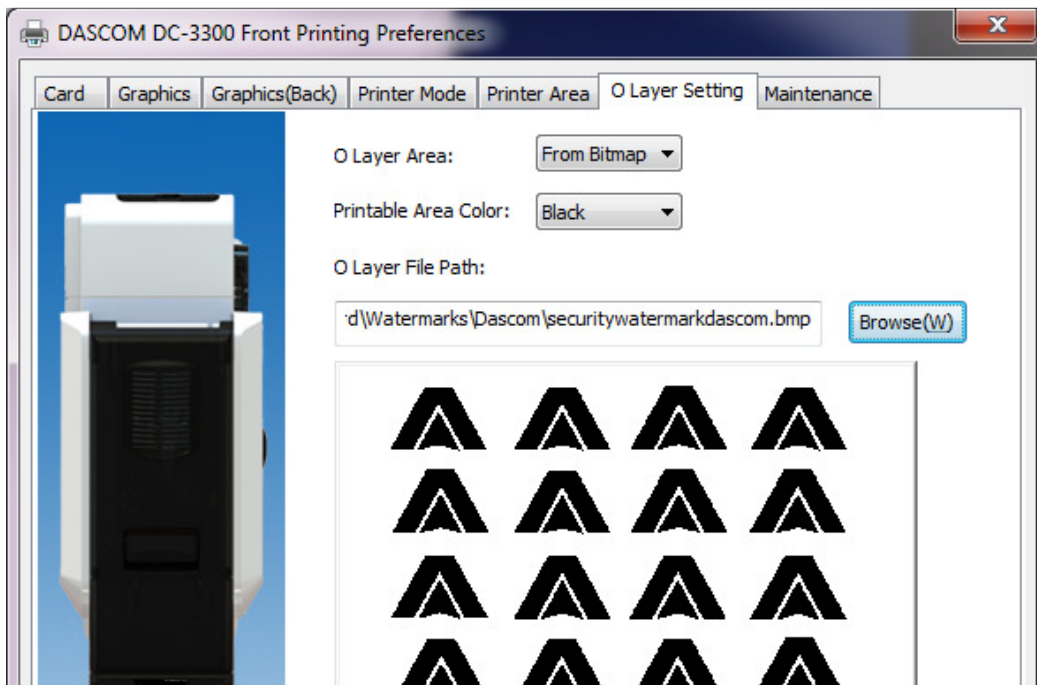 DASCOM DC-3300 Front Printing Preferences
Card Graphics Graphics(Back) Printer Mode Printer Area O Layer Setting Maintenance
O Layer Area: From Bitmap
Printable Area Color: Black
O Layer File Path:
d\Watermarks\Dascom\securitywatermarkdascom.bmp Browse(W)